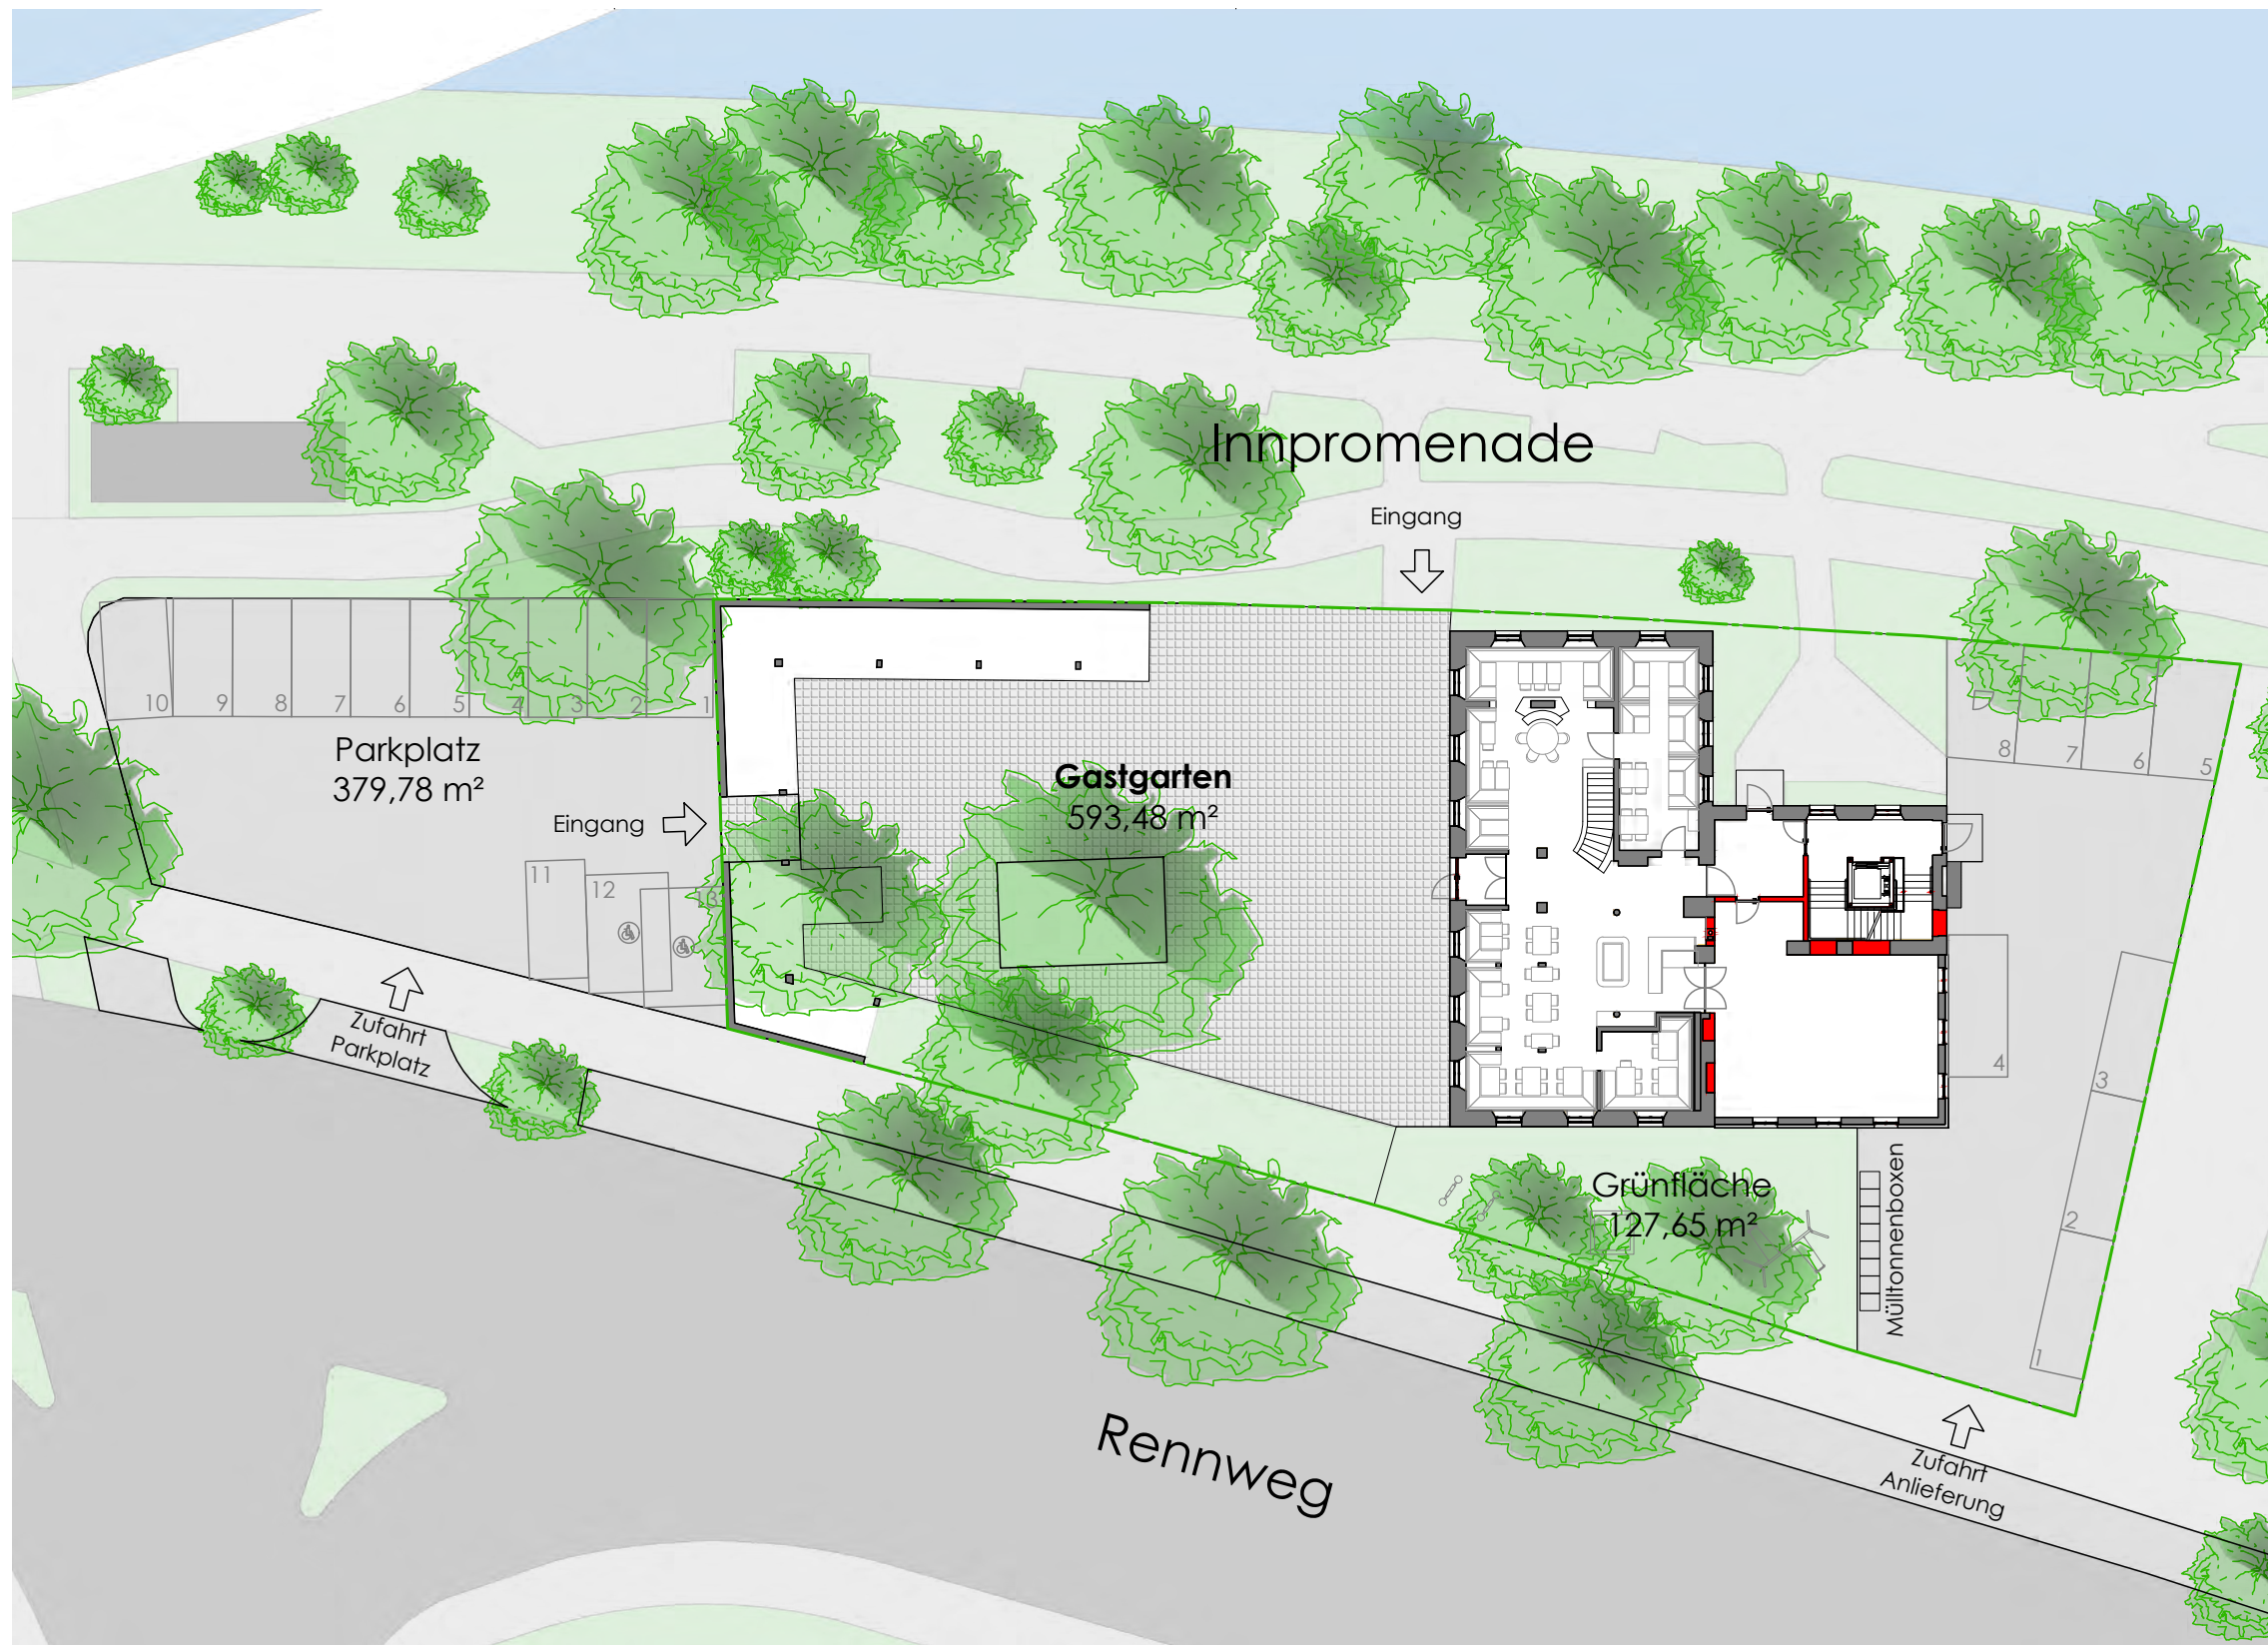 Innpromenade
Eingang
10 9 8 7 6 5 4 3 2 1
Parkplatz
379,78 m²
Gastgarten
593,48 m²
8 7 6 5
Eingang
11
12
13
4
3
2
1
Zufahrt
Parkplatz
Grünfläche
127,65 m²
Mülltonnenboxen
Rennweg
Zufahrt
Anlieferung